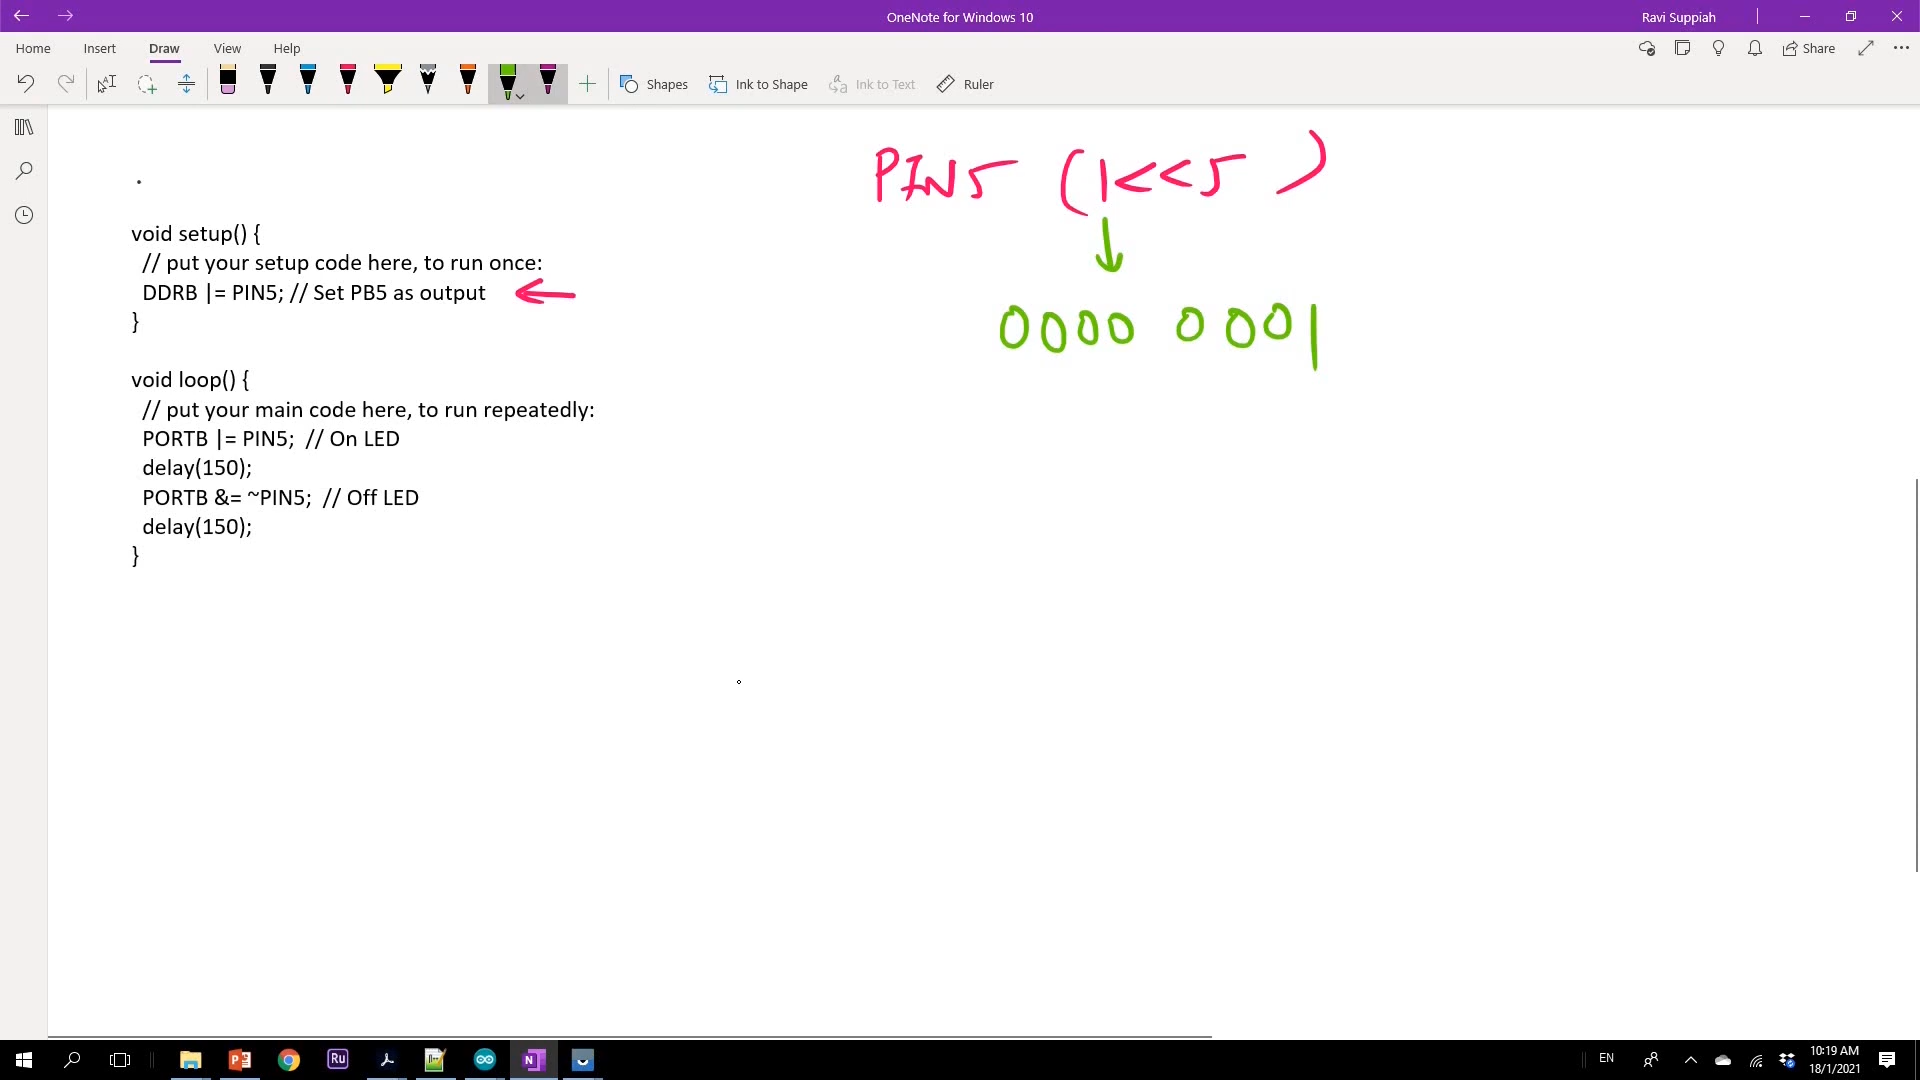 OneNote for Windows 10
Ravi Suppiah
Home Insert Draw View Help
Share
Shapes Ink to Shape Ink to Text Ruler
PIN5 (1<<5 )
0000 0001
.
void setup() {
// put your setup code here, to run once:
DDRB |= PIN5; // Set PB5 as output
}
void loop() {
// put your main code here, to run repeatedly:
PORTB |= PIN5; // On LED
delay(150);
PORTB &= ~PIN5; // Off LED
delay(150);
}
EN
10:19 AM
18/1/2021